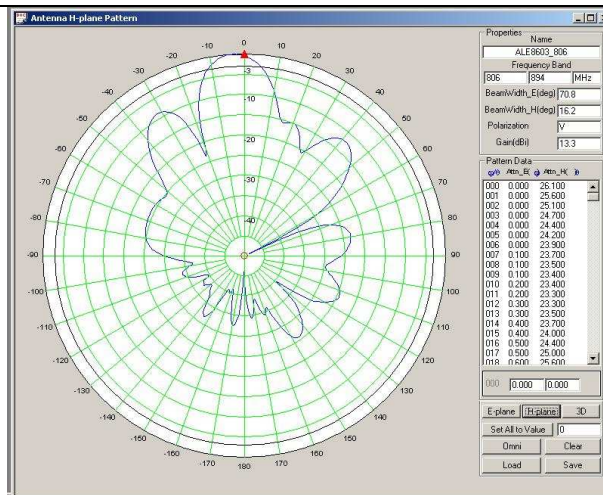 Antenna H-plane Pattern
-10 0 10
-20 20
-30 30
-40 40
-50 50
-60 60
-70 70
-80 80
-90 90
-100 100
-110 110
-120 120
-130 130
-140 140
-150 150
-160 160
-170 180 170
-3
-10
-20
-30
-40
Properties
Name
ALE8603_806
Frequency Band
806 894 MHz
BeamWidth_E(deg) 70.8
BeamWidth_H(deg) 16.2
Polarization V
Gain(dBi) 13.3
Pattern Data
φ/θ Attn_E( φ) Attn_H( )θ
000 0.000 26.100
001 0.000 25.600
002 0.000 25.100
003 0.000 24.700
004 0.000 24.400
005 0.000 24.200
006 0.000 23.900
007 0.100 23.700
008 0.100 23.500
009 0.100 23.400
010 0.200 23.400
011 0.200 23.300
012 0.300 23.300
013 0.300 23.500
014 0.400 23.700
015 0.400 24.000
016 0.500 24.400
017 0.500 25.000
018 0.600 25.600
000 0.000 0.000
E-plane H-plane 3D
Set All to Value 0
Omni Clear
Load Save